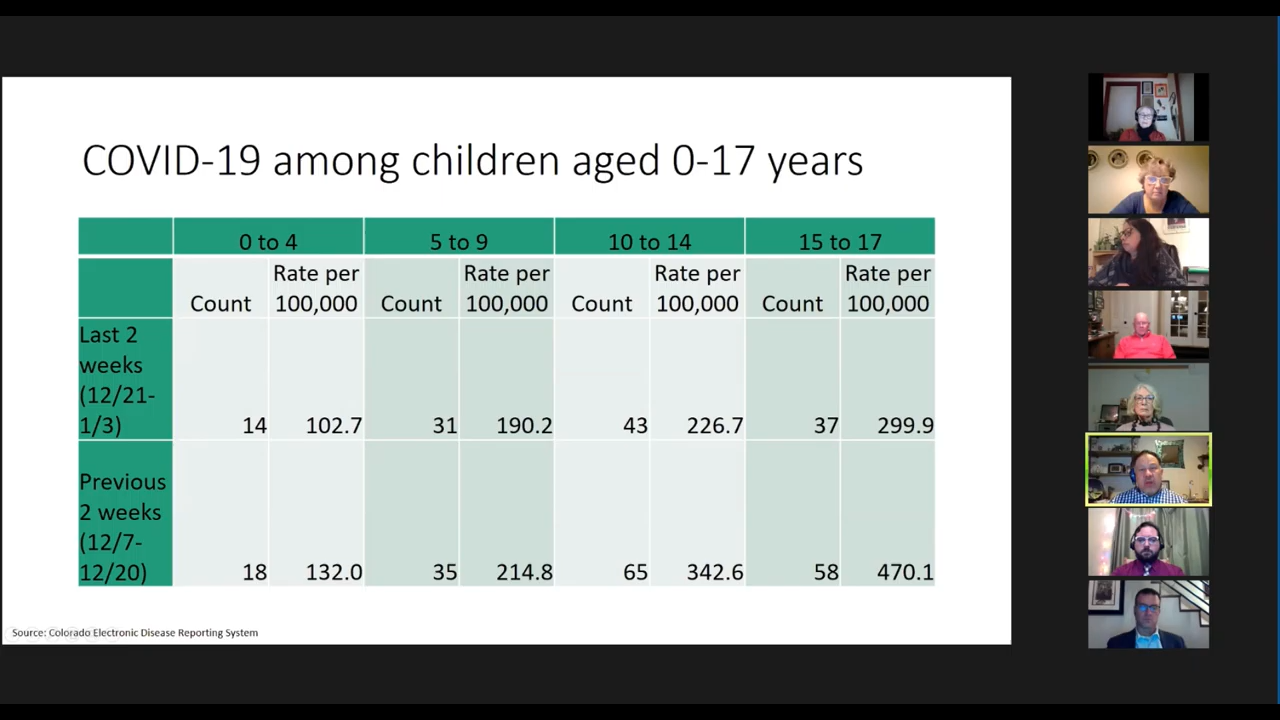 COVID-19 among children aged 0-17 years
0 to 4 5 to 9 10 to 14 15 to 17
Rate per Rate per Rate per Rate per
Count 100,000 Count 100,000 Count 100,000 Count 100,000
Last 2
weeks
(12/21-
1/3) 14 102.7 31 190.2 43 226.7 37 299.9
Previous
2 weeks
(12/7-
12/20) 18 132.0 35 214.8 65 342.6 58 470.1
Source: Colorado Electronic Disease Reporting System